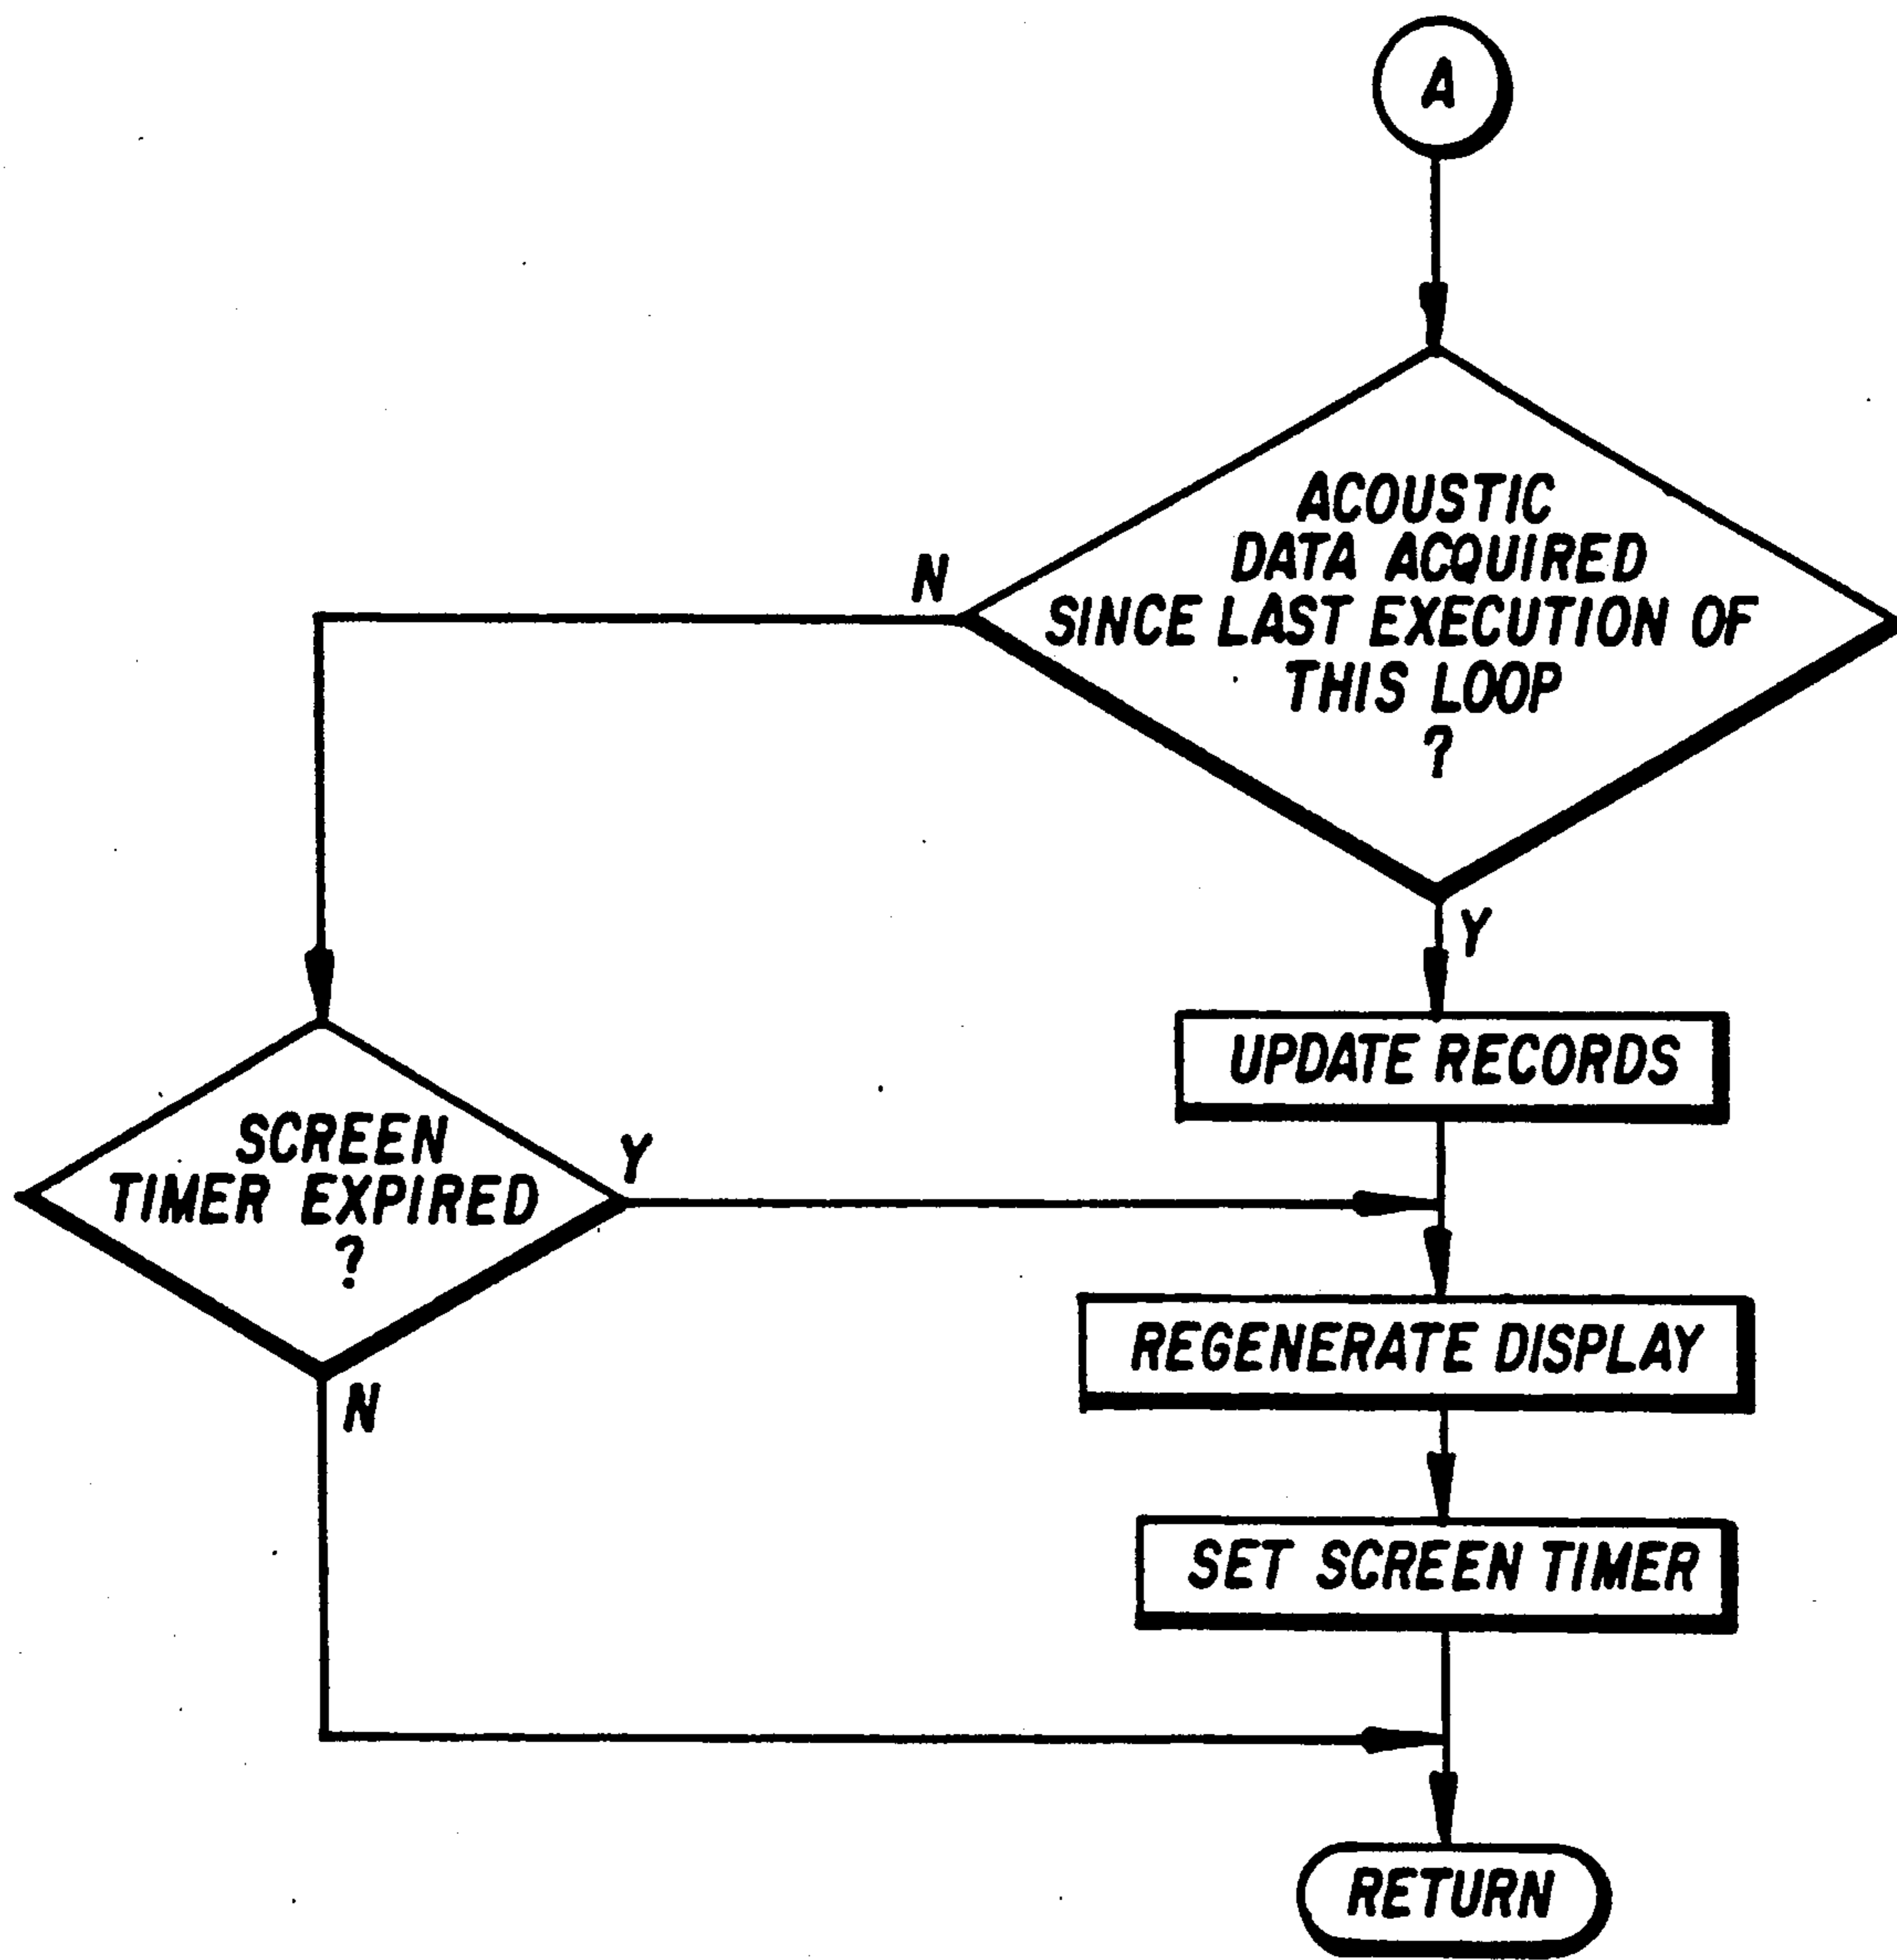 A
ACOUSTIC
DATA ACQUIRED
SINCE LAST EXECUTION OF
THIS LOOP
?
N
Y
UPDATE RECORDS
SCREEN
TIMER EXPIRED
?
Y
N
REGENERATE DISPLAY
SET SCREEN TIMER
RETURN